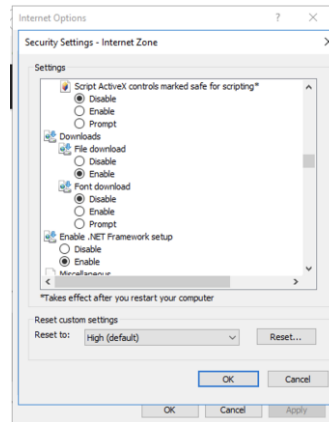 Internet Options
Security Settings - Internet Zone
Settings
Script ActiveX controls marked safe for scripting*
Disable
Enable
Prompt
Downloads
File download
Disable
Enable
Font download
Disable
Enable
Prompt
Enable .NET Framework setup
Disable
Enable
Miscellaneous
*Takes effect after you restart your computer
Reset custom settings
Reset to: High (default) Reset...
OK Cancel
OK Cancel Apply